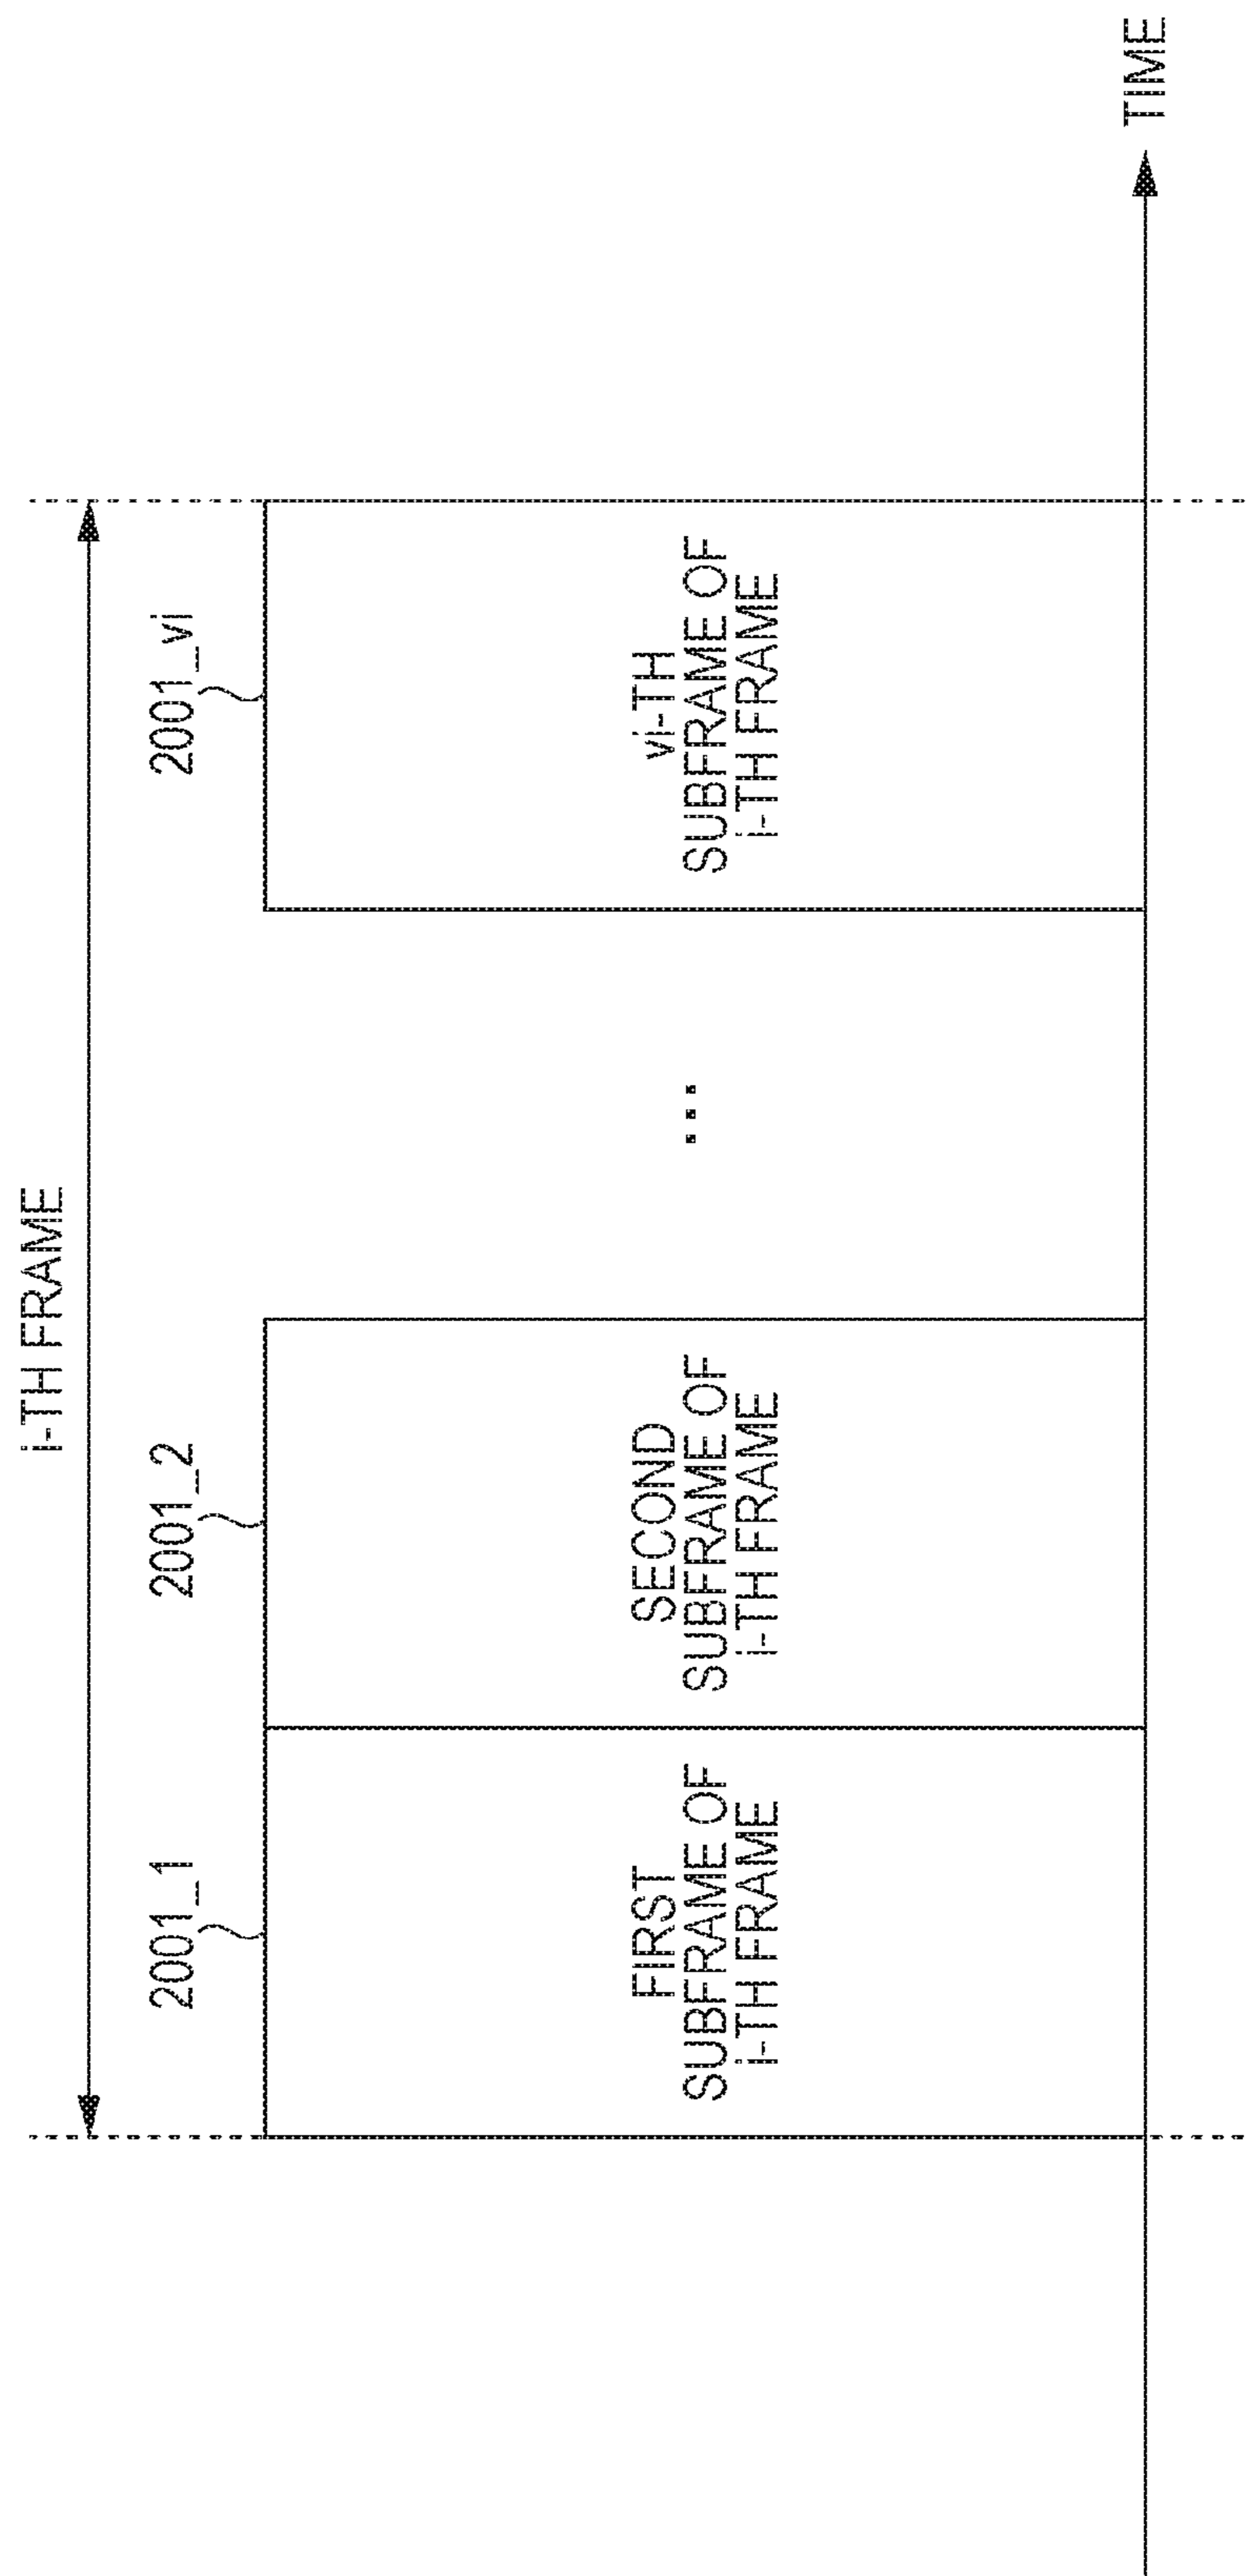 i-TH FRAME
2001_1
2001_2
2001_vi
FIRST
SUBFRAME OF
i-TH FRAME
SECOND
SUBFRAME OF
i-TH FRAME
...
vi-TH
SUBFRAME OF
i-TH FRAME
TIME